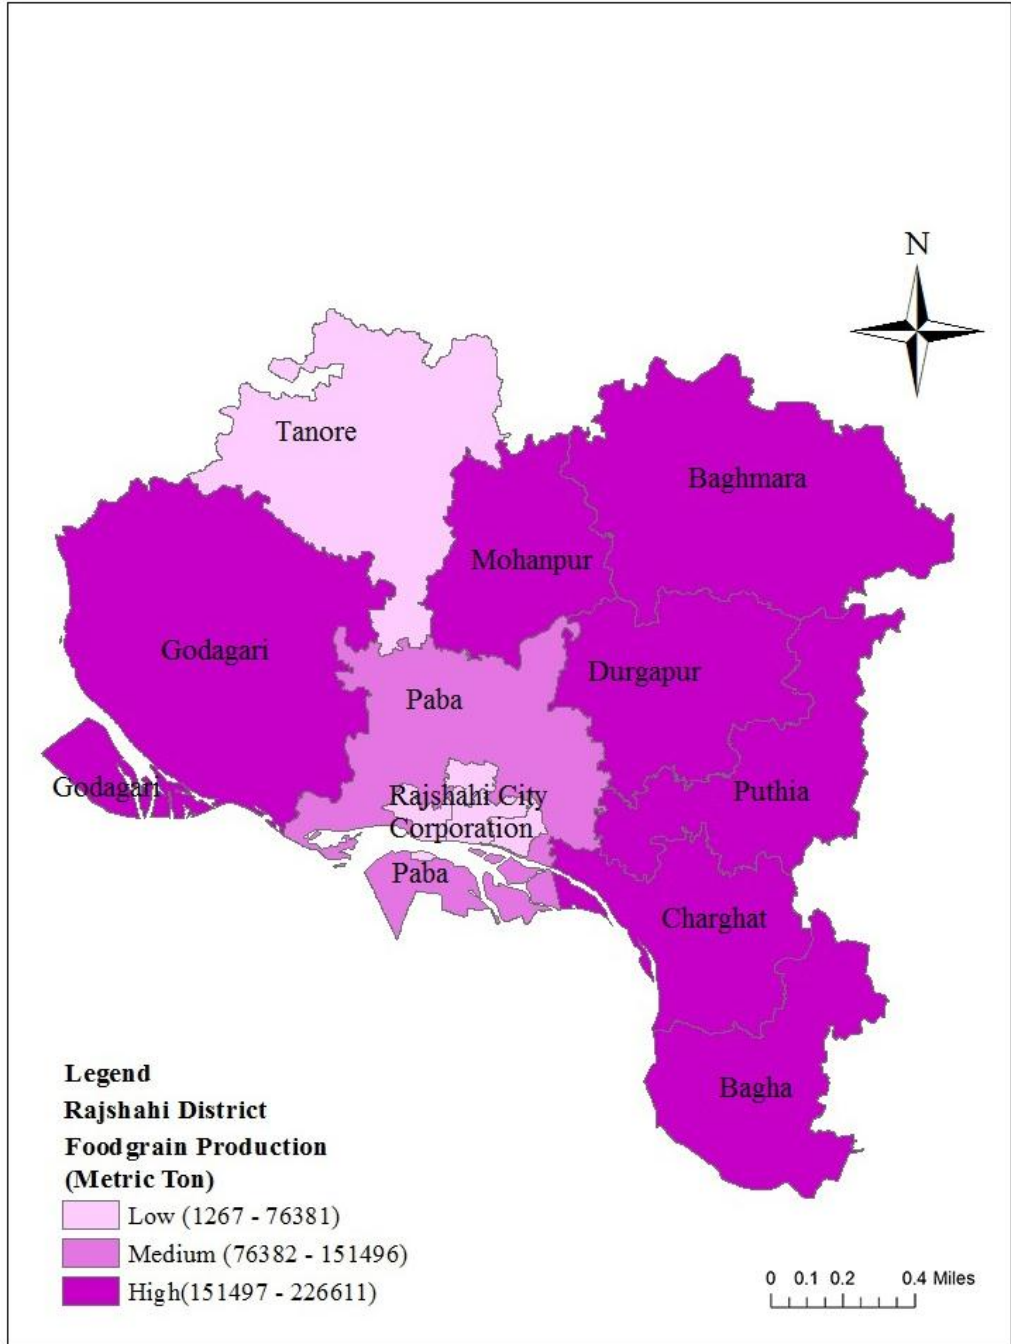 N
Tanore
Baghmara
Mohanpur
Godagari
Durgapur
Paba
Godagari
Puthia
Rajshahi City
Corporation
Paba
Charghat
Bagha
Legend
Rajshahi District
Foodgrain Production
(Metric Ton)
Low (1267 - 76381)
Medium (76382 - 151496)
High(151497 - 226611)
0 0.1 0.2 0.4 Miles